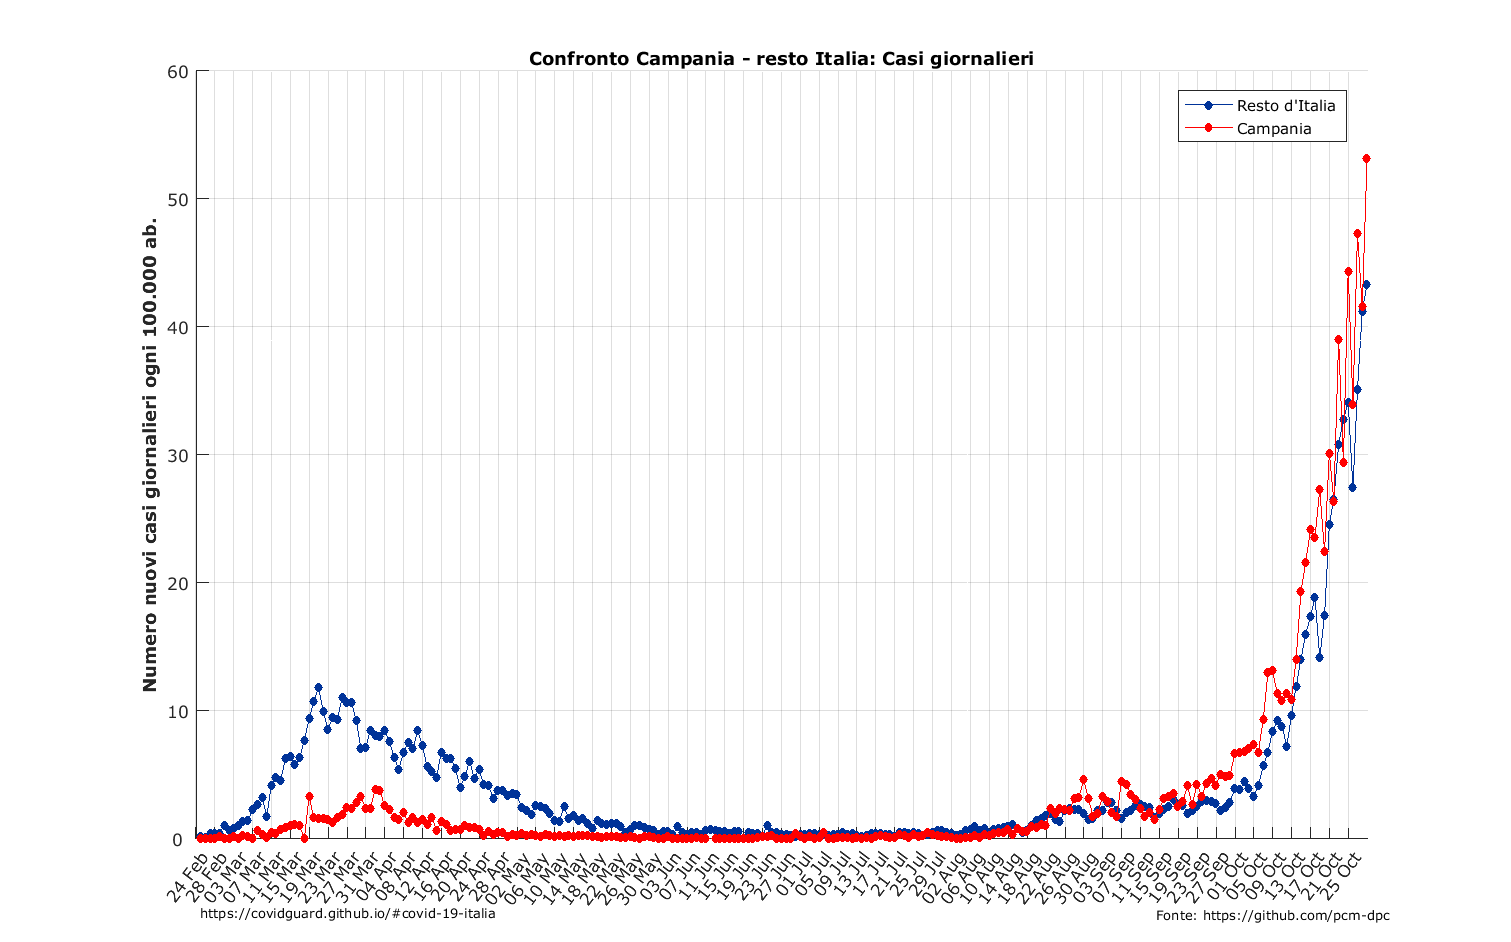 Confronto Campania - resto Italia: Casi giornalieri
Resto d'Italia
Campania
Numero nuovi casi giornalieri ogni 100.000 ab.
60
50
40
30
20
10
0
24 Feb
28 Feb
03 Mar
07 Mar
11 Mar
15 Mar
19 Mar
23 Mar
27 Mar
31 Mar
04 Apr
08 Apr
12 Apr
16 Apr
20 Apr
24 Apr
28 Apr
02 May
06 May
10 May
14 May
18 May
22 May
26 May
30 May
03 Jun
07 Jun
11 Jun
15 Jun
19 Jun
23 Jun
27 Jun
01 Jul
05 Jul
09 Jul
13 Jul
17 Jul
21 Jul
25 Jul
29 Jul
02 Aug
06 Aug
10 Aug
14 Aug
18 Aug
22 Aug
26 Aug
30 Aug
03 Sep
07 Sep
11 Sep
15 Sep
19 Sep
23 Sep
27 Sep
01 Oct
05 Oct
09 Oct
13 Oct
17 Oct
21 Oct
25 Oct
https://covidguard.github.io/#covid-19-italia
Fonte: https://github.com/pcm-dpc